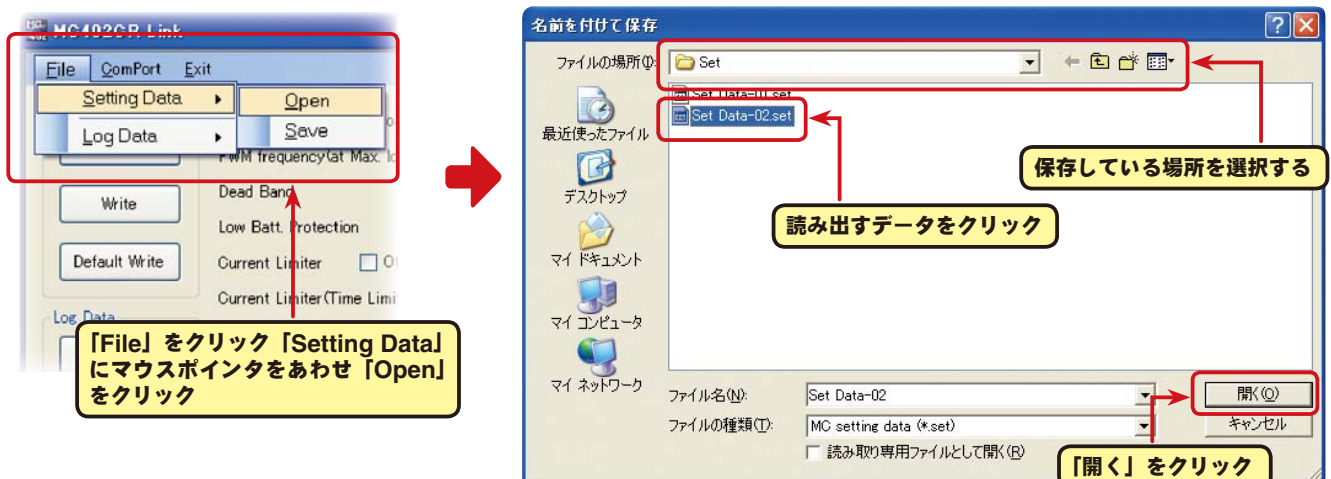 MC402CR Link
File ComPort Exit
Setting Data
Open
Log Data
Save
PWM frequency(at Max. lo
Write
Dead Band
Low Batt. Protection
Default Write
Current Limiter
Current Limiter(Time Limi
Log Data
「File」をクリック「Setting Data」
にマウスポインタをあわせ「Open」
をクリック
名前を付けて保存
ファイルの場所(I):
Set
Set Data-01.set
Set Data-02.set
最近使ったファイル
デスクトップ
マイ ドキュメント
マイ コンピュータ
マイ ネットワーク
保存している場所を選択する
読み出すデータをクリック
ファイル名(N):
Set Data-02
開く(O)
ファイルの種類(T):
MC setting data (*.set)
キャンセル
読み取り専用ファイルとして開く(R)
「開く」をクリック